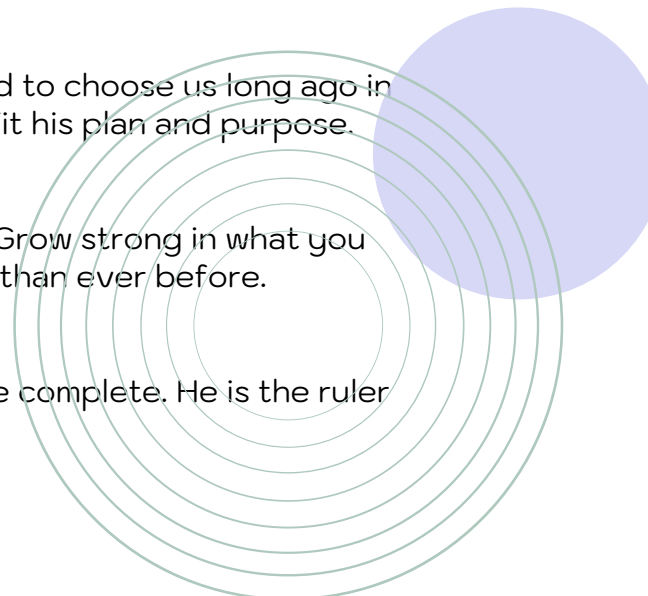 to choose us long ago in
his plan and purpose.
Grow strong in what you
than ever before.
complete. He is the ruler